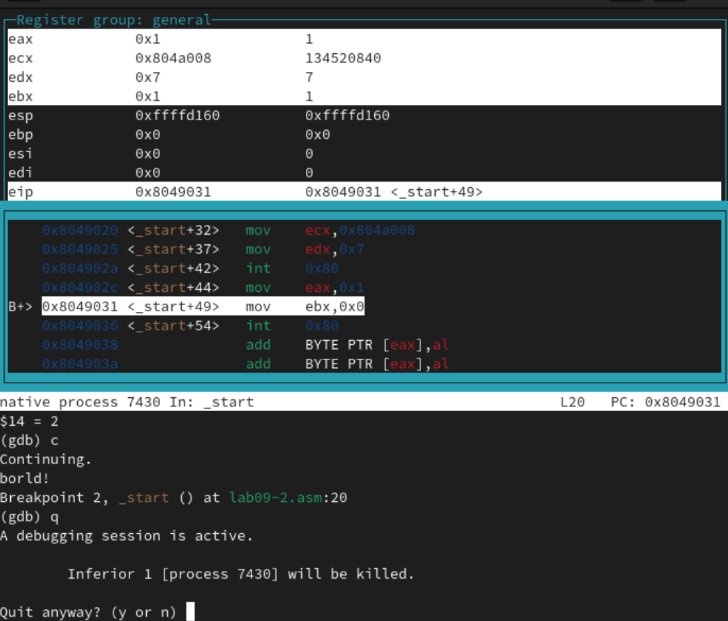 Register group: general
eax 0x1 1
ecx 0x804a008 134520840
edx 0x7 7
ebx 0x1 1
esp 0xffffd160 0xffffd160
ebp 0x0 0x0
esi 0x0 0
edi 0x0 0
eip 0x8049031 0x8049031 <_start+49>
0x8049020 <_start+32> mov ecx,0x804a008
0x8049025 <_start+37> mov edx,0x7
0x804902a <_start+42> int 0x80
0x804902c <_start+44> mov eax,0x1
B+> 0x8049031 <_start+49> mov ebx,0x0
0x8049036 <_start+54> int 0x80
0x8049038 add BYTE PTR [eax],al
0x804903a add BYTE PTR [eax],al
native process 7430 In: _start L20 PC: 0x8049031
$14 = 2
(gdb) c
Continuing.
borld!
Breakpoint 2, _start () at lab09-2.asm:20
(gdb) q
A debugging session is active.
Inferior 1 [process 7430] will be killed.
Quit anyway? (y or n)